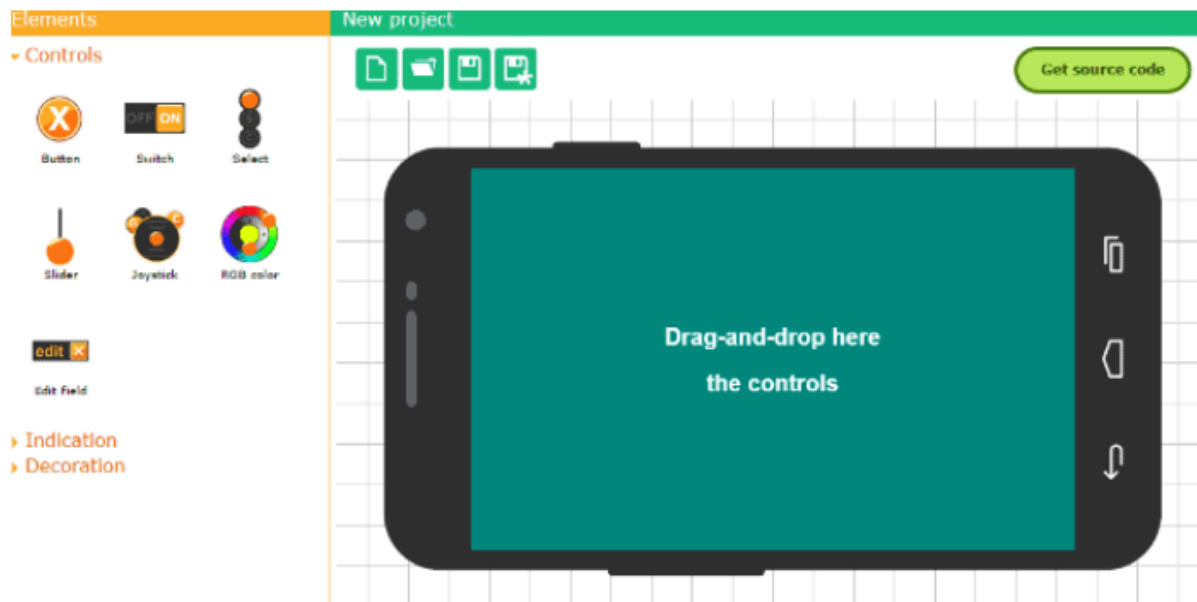 Elements
New project
Controls
Get source code
X
OFF ON
Button
Switch
Select
G C
Slider
Joystick
RGB color
edit X
Edit field
Drag-and-drop here
the controls
Indication
Decoration